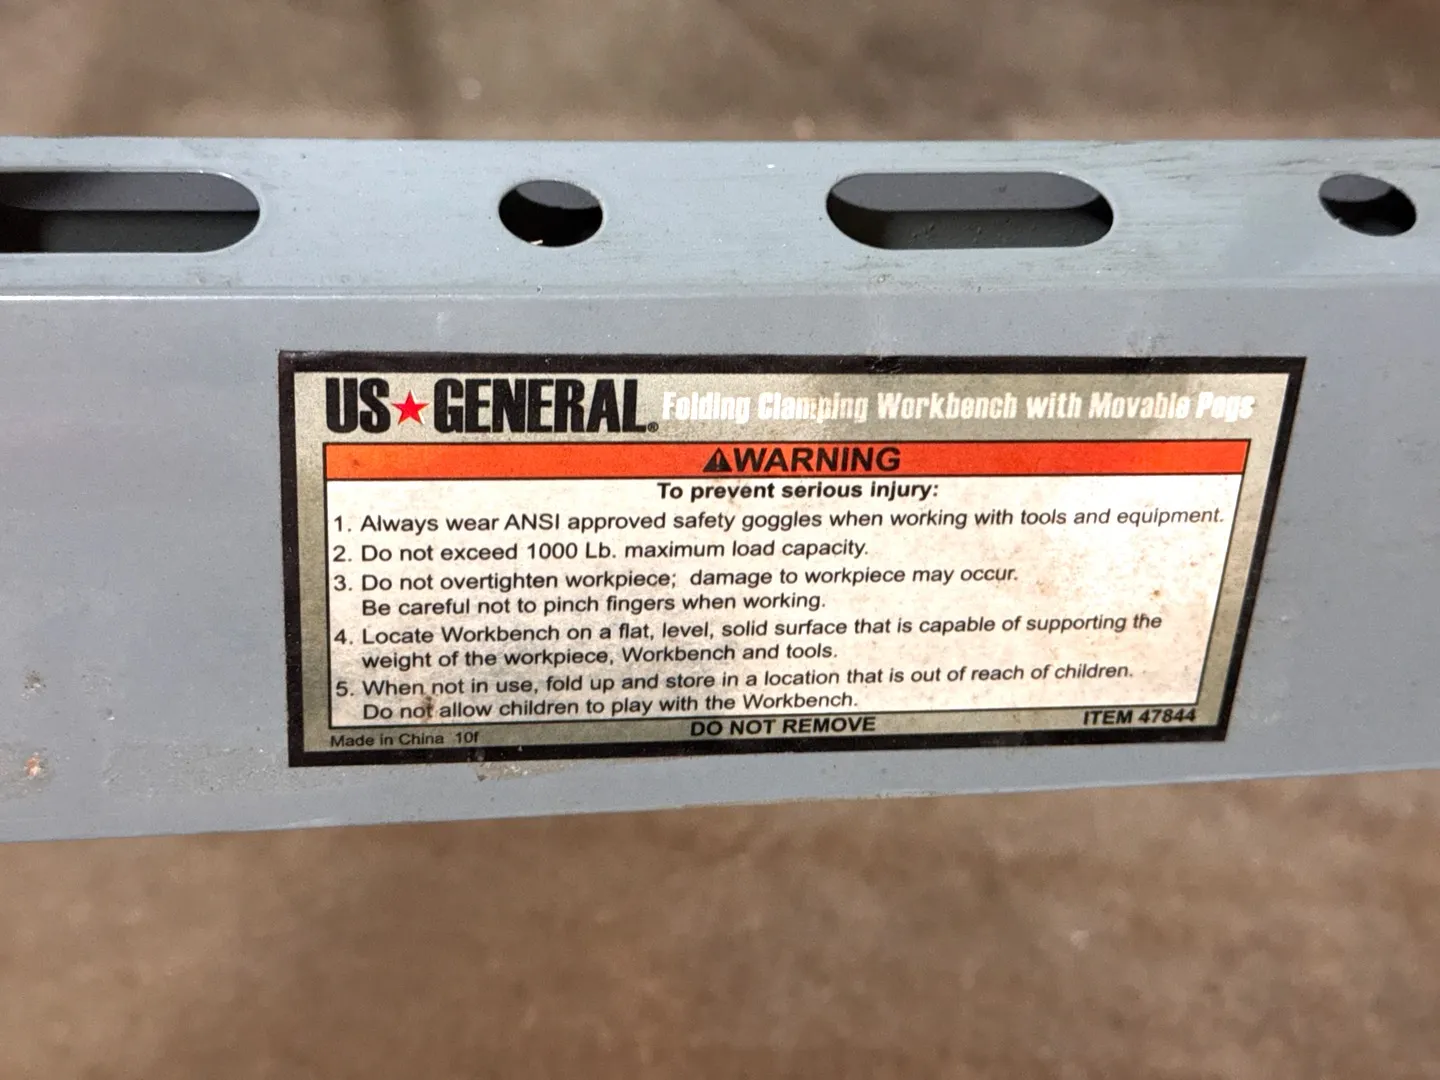 US★GENERAL® Folding Clamping Workbench with Movable Pegs
⚠WARNING
To prevent serious injury:
1. Always wear ANSI approved safety goggles when working with tools and equipment.
2. Do not exceed 1000 Lb. maximum load capacity.
3. Do not overtighten workpiece; damage to workpiece may occur.
Be careful not to pinch fingers when working.
4. Locate Workbench on a flat, level, solid surface that is capable of supporting the
weight of the workpiece, Workbench and tools.
5. When not in use, fold up and store in a location that is out of reach of children.
Do not allow children to play with the Workbench.
Made in China 10f DO NOT REMOVE ITEM 47844